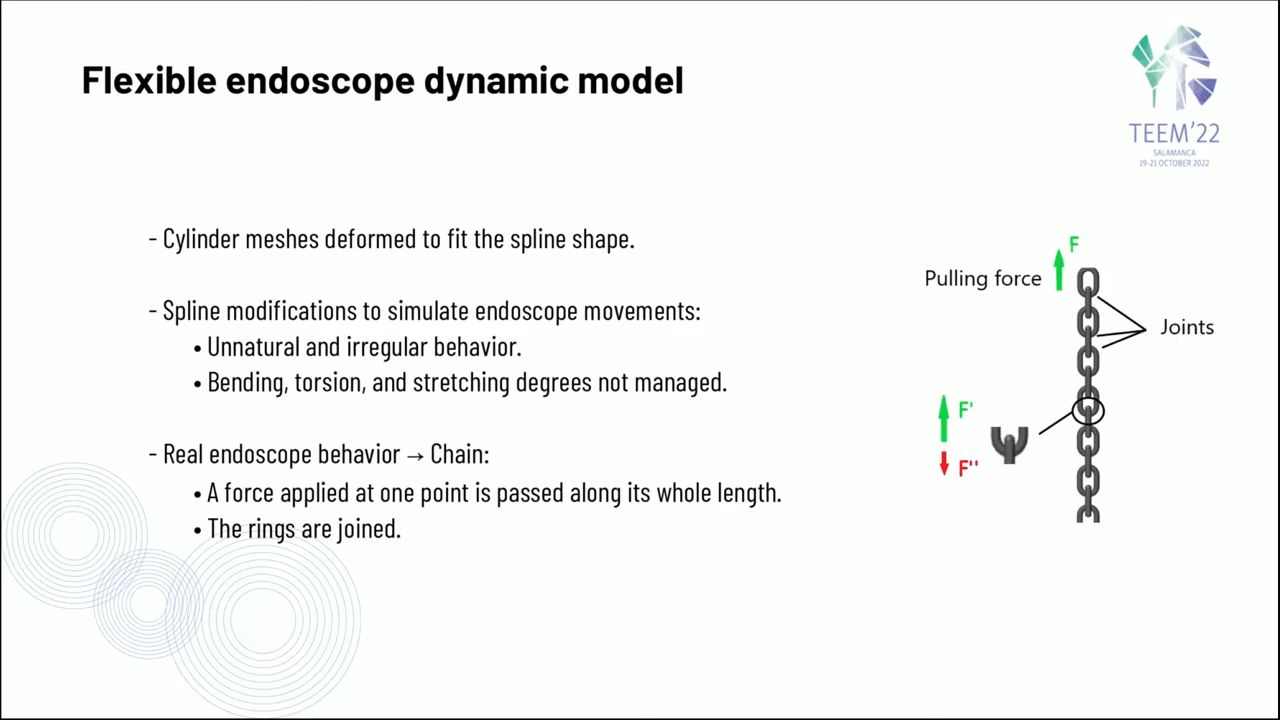 Flexible endoscope dynamic model
TEEM'22
SALAMANCA
19-21 OCTOBER 2022
- Cylinder meshes deformed to fit the spline shape.
- Spline modifications to simulate endoscope movements:
• Unnatural and irregular behavior.
• Bending, torsion, and stretching degrees not managed.
- Real endoscope behavior → Chain:
• A force applied at one point is passed along its whole length.
• The rings are joined.
F
Pulling force
Joints
F'
F''